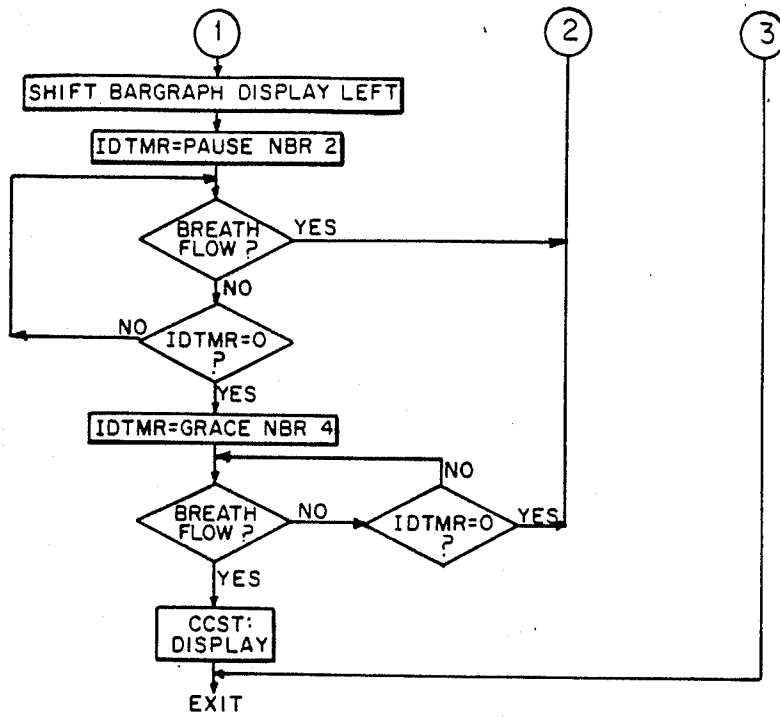 1
2
3
SHIFT BARGRAPH DISPLAY LEFT
IDTMR=PAUSE NBR 2
BREATH
FLOW?
YES
NO
NO
IDTMR=0
?
YES
IDTMR=GRACE NBR 4
NO
BREATH
FLOW?
NO
IDTMR=0
?
YES
YES
CCST:
DISPLAY
EXIT